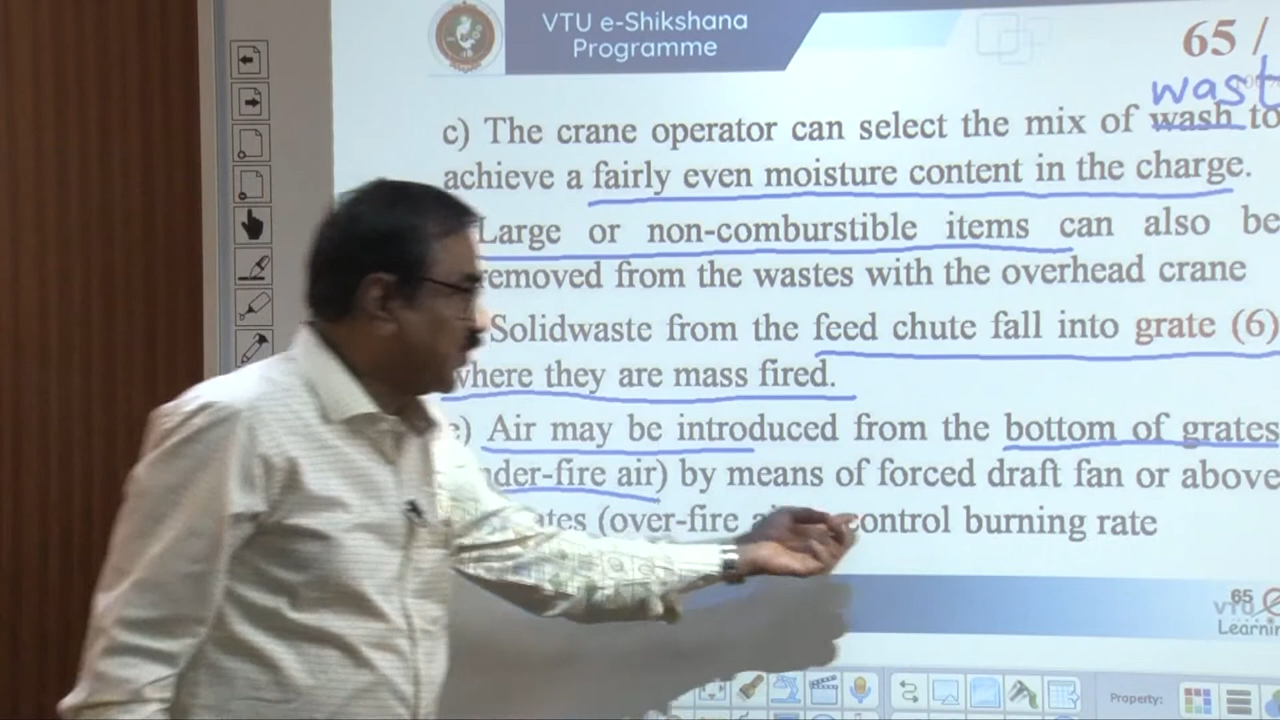 VTU e-Shikshana
Programme
65 /
wast
c) The crane operator can select the mix of wash to
achieve a fairly even moisture content in the charge.
Large or non-comburstible items can also be
removed from the wastes with the overhead crane
Solidwaste from the feed chute fall into grate (6)
where they are mass fired.
e) Air may be introduced from the bottom of grates
nder-fire air) by means of forced draft fan or above
ates (over-fire control burning rate
65
VTU
Learnin
Property: